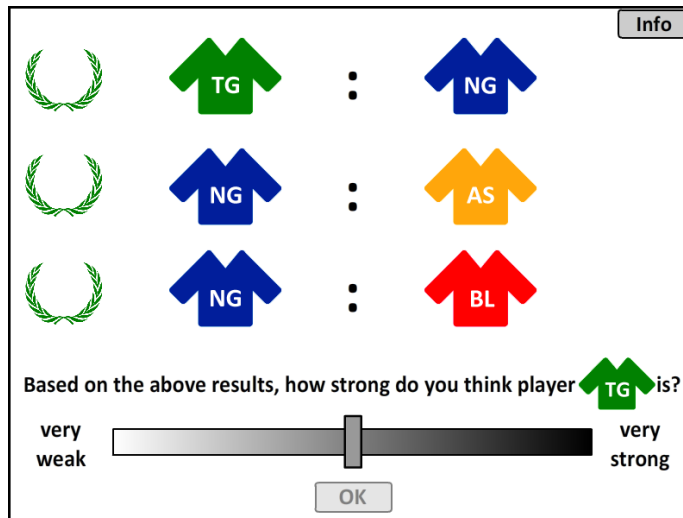 Info
TG : NG
NG : AS
NG : BL
Based on the above results, how strong do you think player TG is?
very weak
very strong
OK